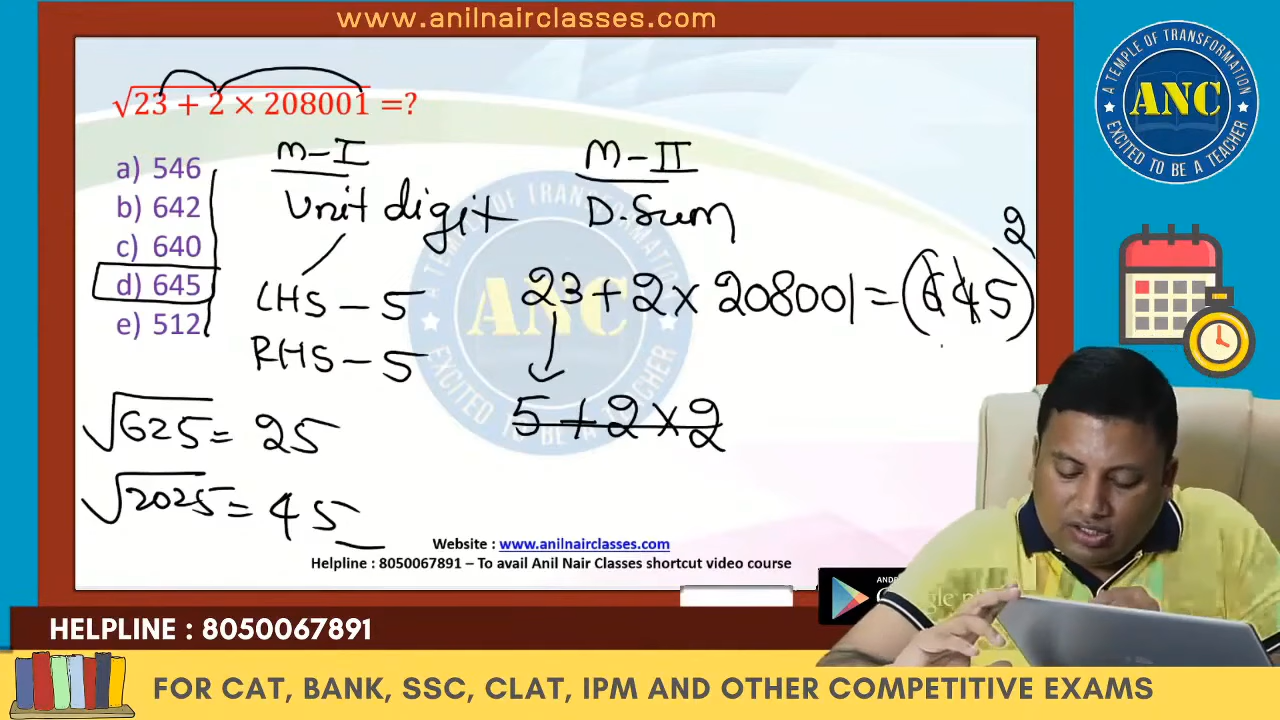 www.anilnairclasses.com
√23 + 2 × 208001 =?
a) 546
b) 642
c) 640
d) 645
e) 512
M-I
Unit digit
LHS - 5
RHS - 5
√625 = 25
√2025 = 45
M-II
D.Sum
23 + 2 × 208001 = (645)²
5 + 2 × 2
Website : www.anilnairclasses.com
Helpline : 8050067891 – To avail Anil Nair Classes shortcut video course
A TEMPLE OF TRANSFORMATION
ANC
EXCITED TO BE A TEACHER
HELPLINE : 8050067891
FOR CAT, BANK, SSC, CLAT, IPM AND OTHER COMPETITIVE EXAMS